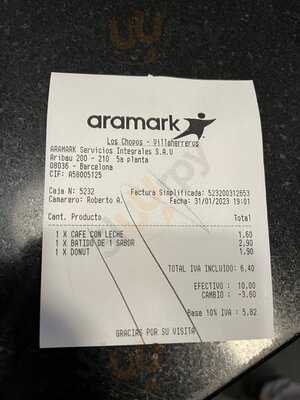 aramark
Los Chopos - Villaherreros
ARAMARK Servicios Integrales S.A.U
Aribau 200 - 210 5a planta
08036 - Barcelona
CIF: A58005125
Caja N: 5232 Factura Simplificada: 523200312653
Camarero: Roberto A. Fecha: 31/01/2023 19:01
Cant. Producto Total
1 X CAFE CON LECHE 1.60
1 X BATIDO DE 1 SABOR 2.90
1 X DONUT 1.90
TOTAL IVA INCLUIDO: 6.40
EFECTIVO : 10.00
CAMBIO : -3.60
Base 10% IVA : 5.82
GRACIAS POR SU VISITA